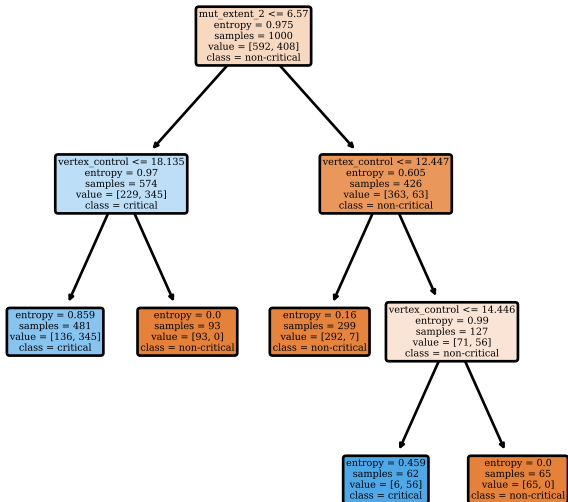 mut_extent_2 <= 6.57
entropy = 0.975
samples = 1000
value = [592, 408]
class = non-critical
vertex_control <= 18.135
entropy = 0.97
samples = 574
value = [229, 345]
class = critical
vertex_control <= 12.447
entropy = 0.605
samples = 426
value = [363, 63]
class = non-critical
entropy = 0.859
samples = 481
value = [136, 345]
class = critical
entropy = 0.0
samples = 93
value = [93, 0]
class = non-critical
entropy = 0.16
samples = 299
value = [292, 7]
class = non-critical
vertex_control <= 14.446
entropy = 0.99
samples = 127
value = [71, 56]
class = non-critical
entropy = 0.459
samples = 62
value = [6, 56]
class = critical
entropy = 0.0
samples = 65
value = [65, 0]
class = non-critical